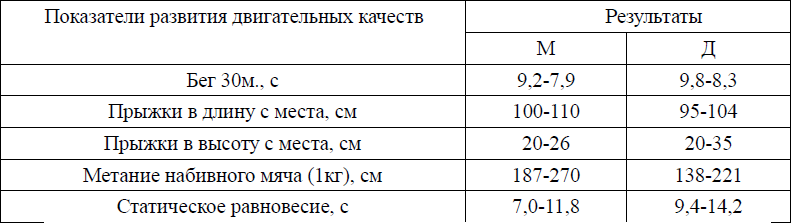 Показатели развития двигательных качеств Результаты
М Д
Бег 30м., с 9,2-7,9 9,8-8,3
Прыжки в длину с места, см 100-110 95-104
Прыжки в высоту с места, см 20-26 20-35
Метание набивного мяча (1кг), см 187-270 138-221
Статическое равновесие, с 7,0-11,8 9,4-14,2